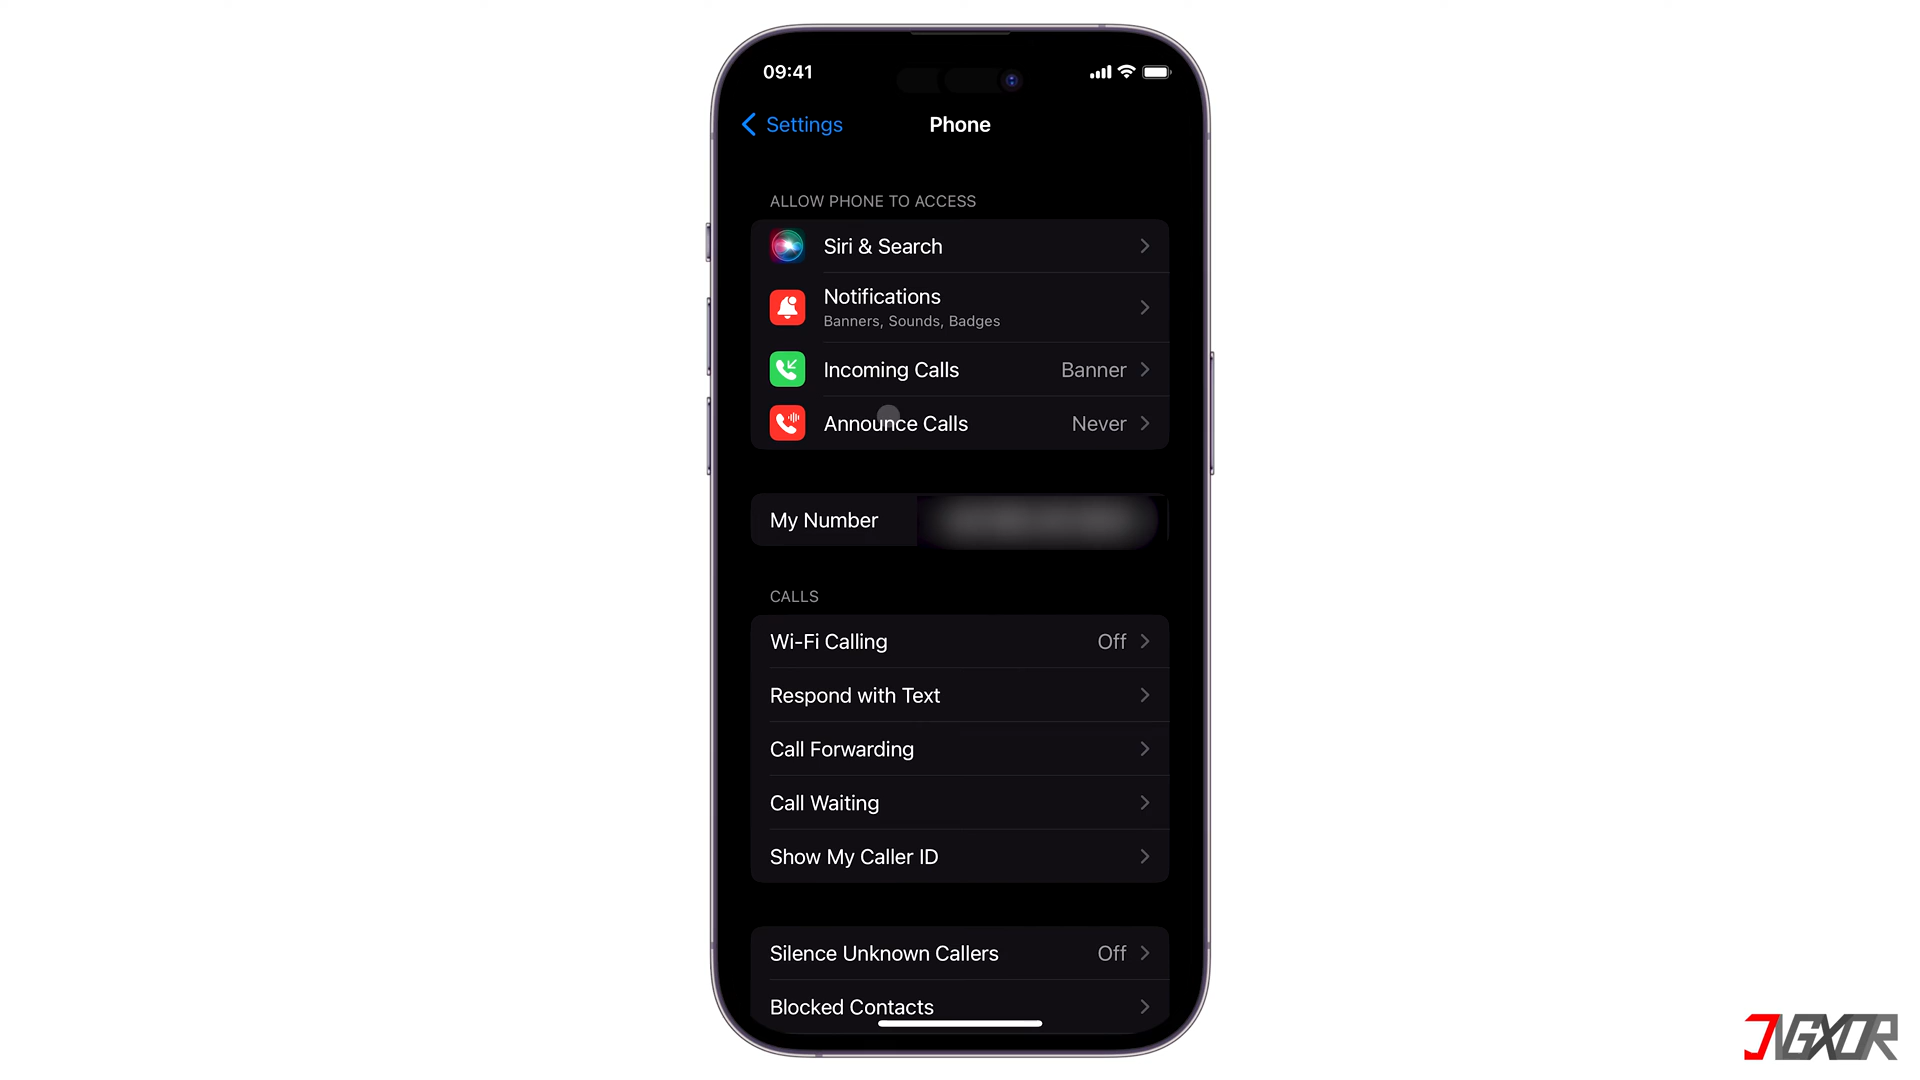 09:41
Settings
Phone
ALLOW PHONE TO ACCESS
Siri & Search
Notifications
Banners, Sounds, Badges
Incoming Calls Banner
Announce Calls Never
My Number
CALLS
Wi-Fi Calling Off
Respond with Text
Call Forwarding
Call Waiting
Show My Caller ID
Silence Unknown Callers Off
Blocked Contacts